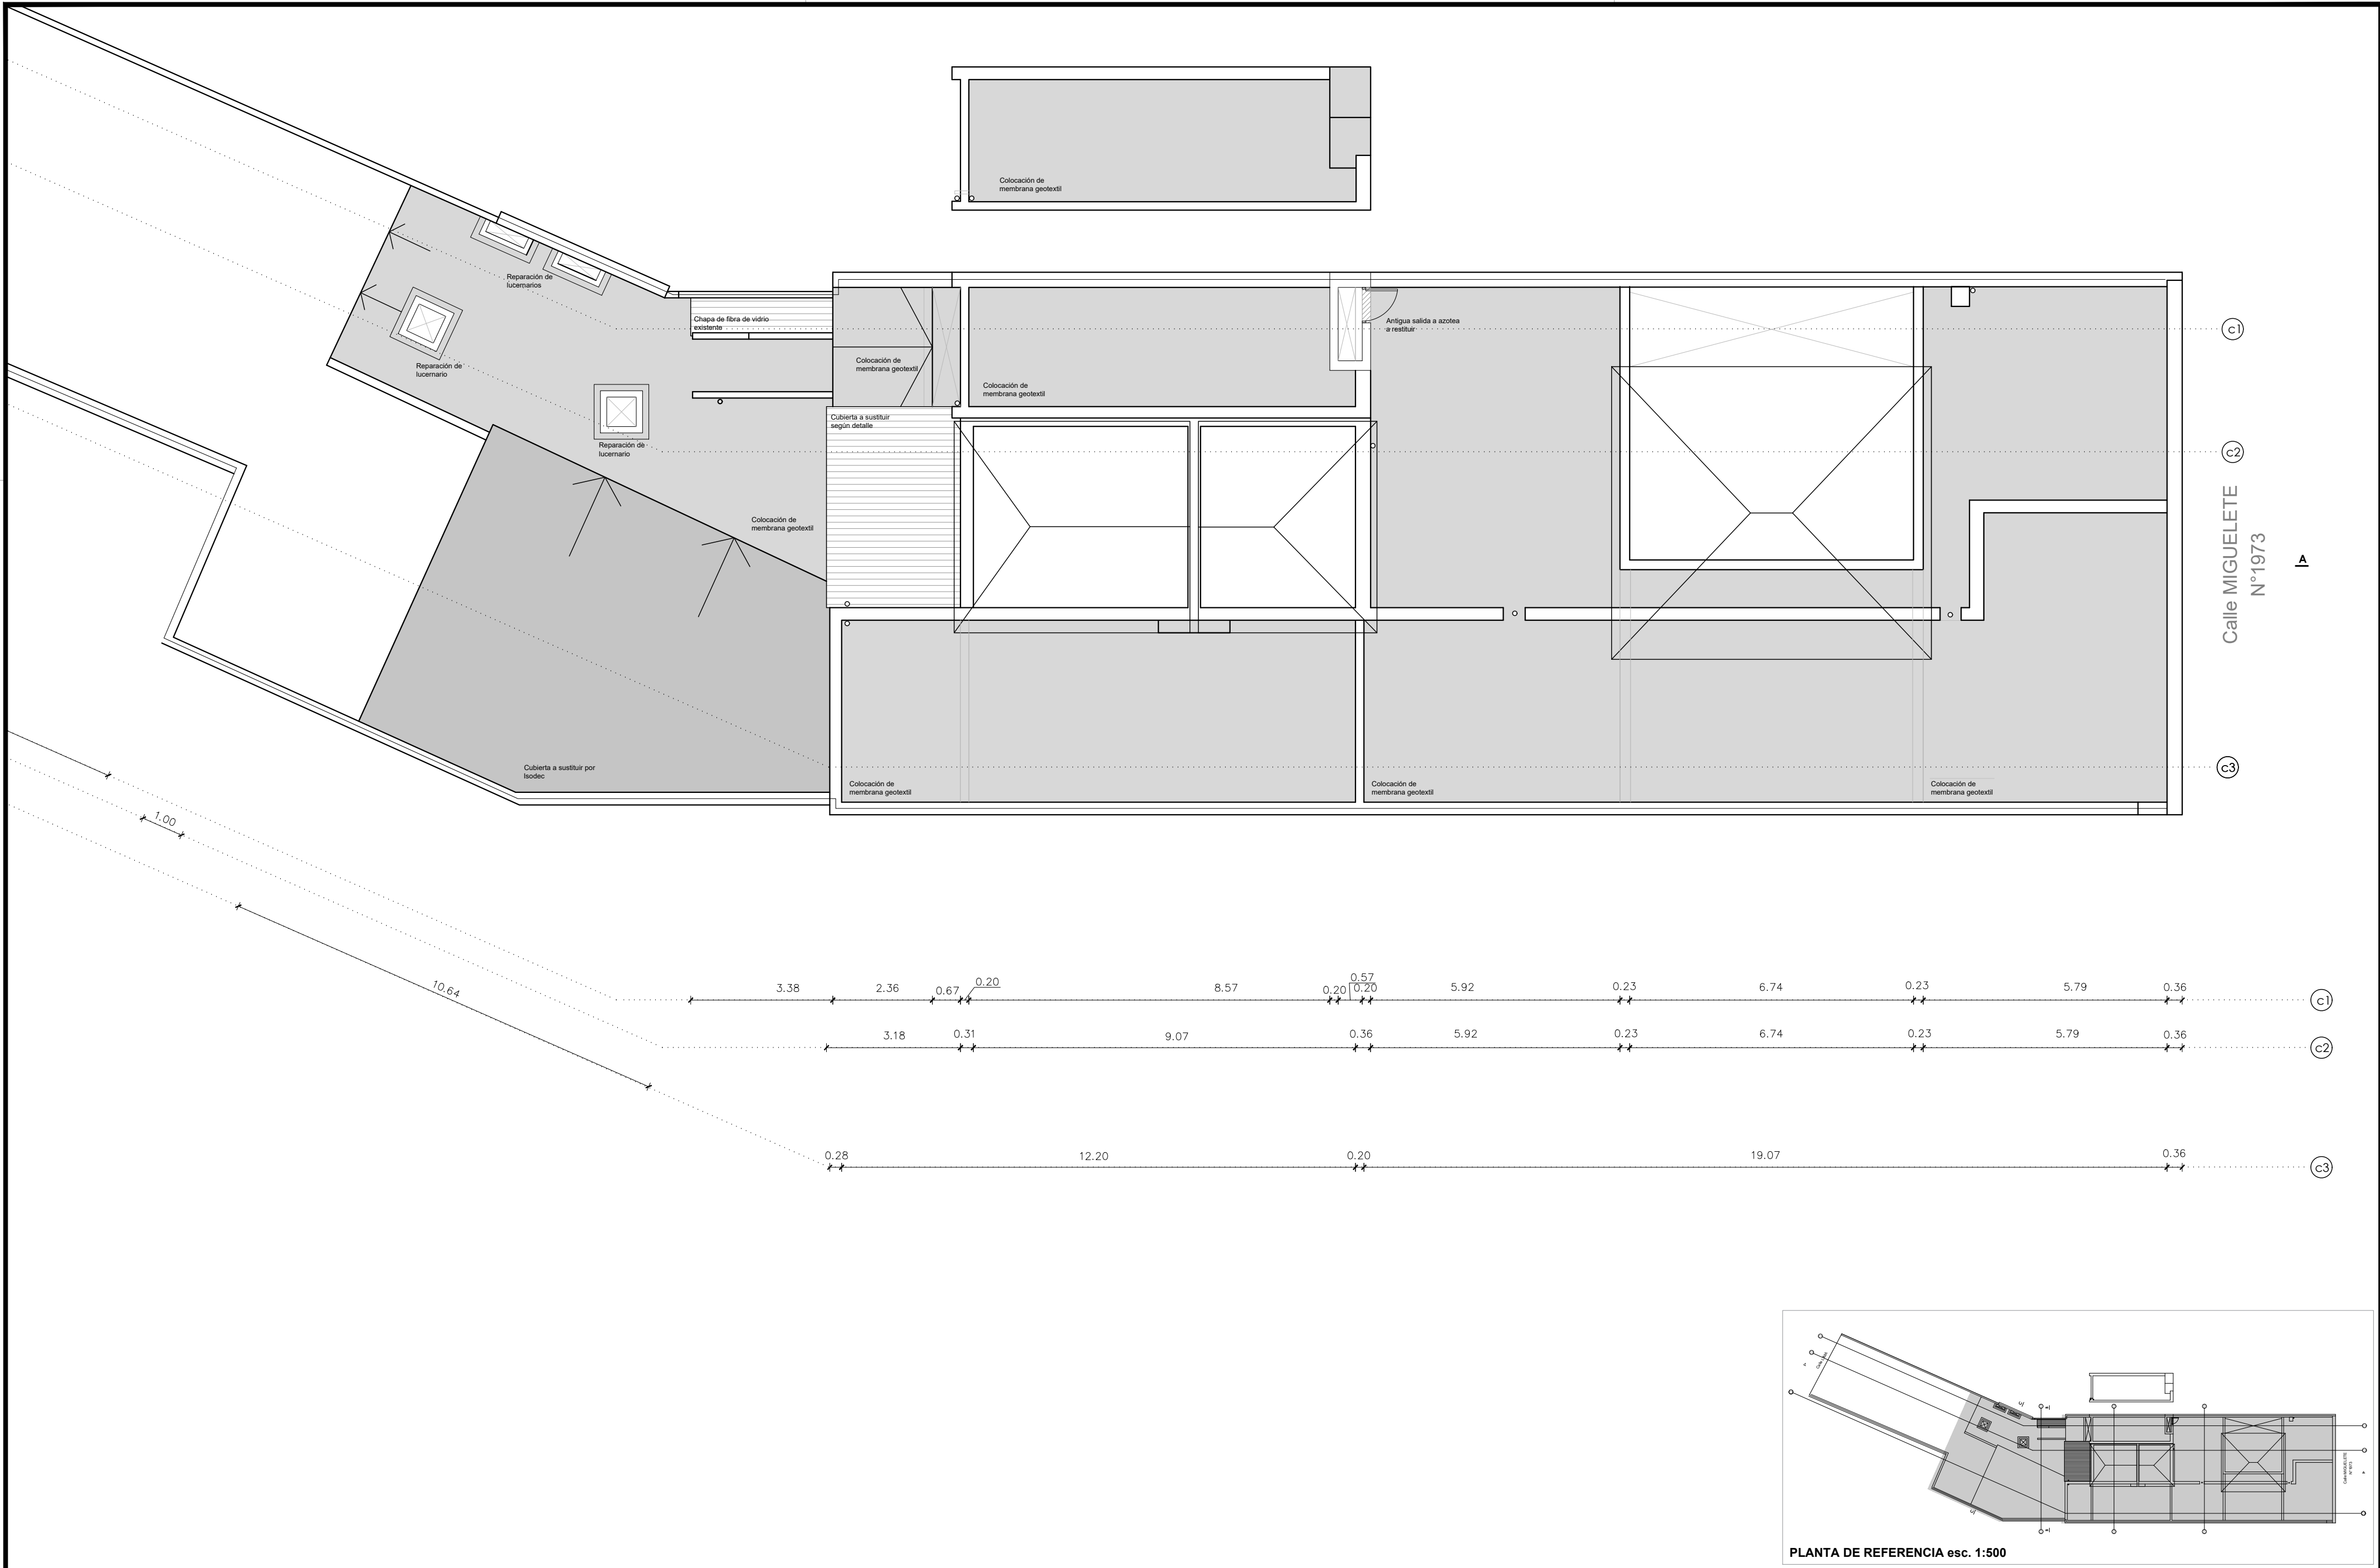 Colocación de
membrana geotextil
Reparación de
lucernarios
Reparación de
lucernario
Reparación de
lucernario
Chapa de fibra de vidrio
existente
Colocación de
membrana geotextil
Colocación de
membrana geotextil
Antigua salida a azotea
a restituir
Cubierta a sustituir
según detalle
Colocación de
membrana geotextil
Cubierta a sustituir por
Isodec
Colocación de
membrana geotextil
Colocación de
membrana geotextil
Colocación de
membrana geotextil
c1
c2
c3
Calle MIGUELETE
N°1973
A
1.00
10.64
3.38 2.36 0.67 0.20 8.57 0.20 0.57 0.20 5.92 0.23 6.74 0.23 5.79 0.36 c1
3.18 0.31 9.07 0.36 5.92 0.23 6.74 0.23 5.79 0.36 c2
0.28 12.20 0.20 19.07 0.36 c3
Calle MIGUELETE
N°1973
PLANTA DE REFERENCIA esc. 1:500